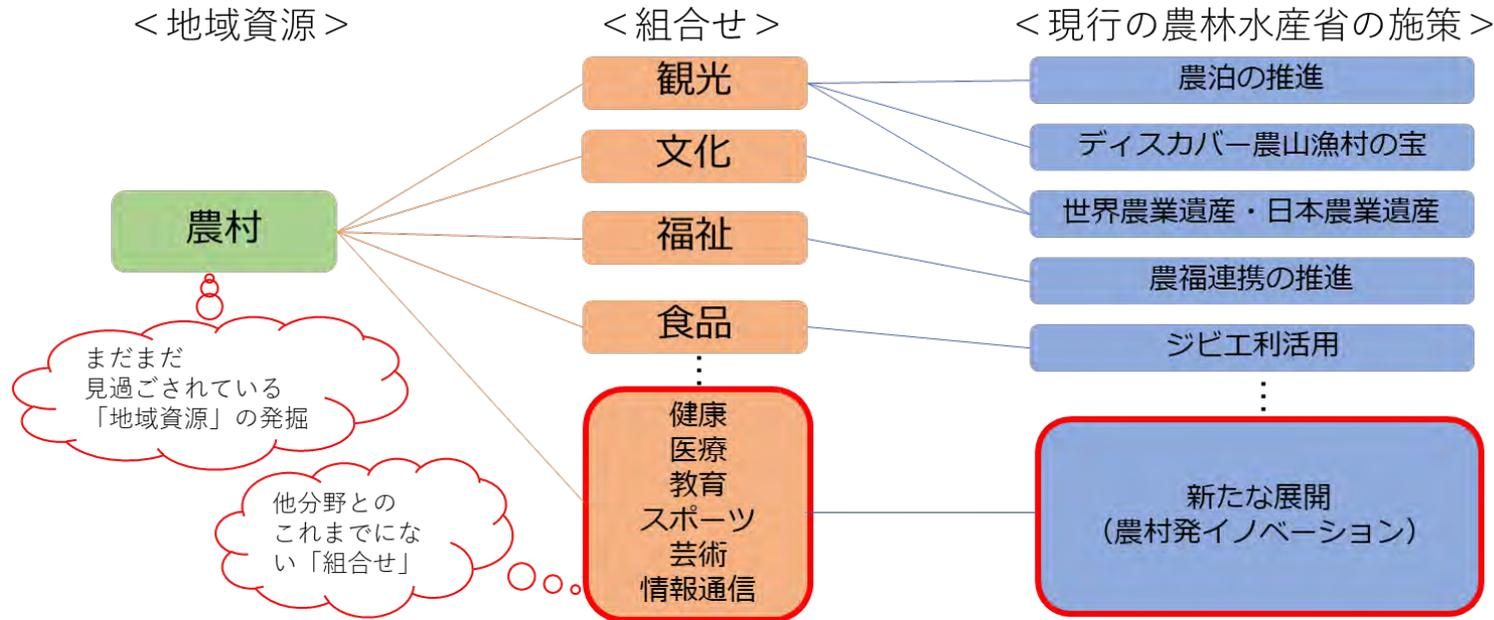 ＜地域資源＞
＜組合せ＞
＜現行の農林水産省の施策＞
農村
まだまだ
見過ごされている
「地域資源」の発掘
他分野との
これまでにな
い「組合せ」
観光
文化
福祉
食品
健康
医療
教育
スポーツ
芸術
情報通信
農泊の推進
ディスカバー農山漁村の宝
世界農業遺産・日本農業遺産
農福連携の推進
ジビエ利活用
新たな展開
（農村発イノベーション）